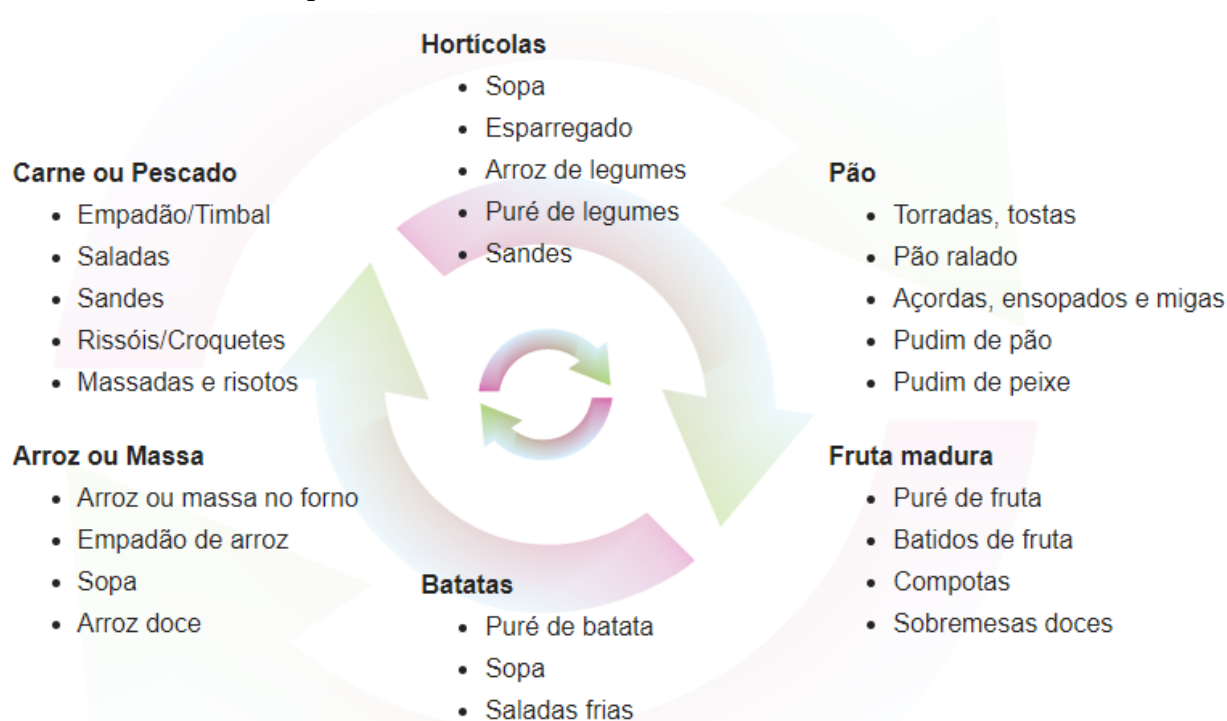 Hortícolas
• Sopa
• Esparregado
• Arroz de legumes
• Puré de legumes
• Sandes
Carne ou Pescado
• Empadão/Timbal
• Saladas
• Sandes
• Rissóis/Croquetes
• Massadas e risotos
Pão
• Torradas, tostas
• Pão ralado
• Açordas, ensopados e migas
• Pudim de pão
• Pudim de peixe
Arroz ou Massa
• Arroz ou massa no forno
• Empadão de arroz
• Sopa
• Arroz doce
Batatas
• Puré de batata
• Sopa
• Saladas frias
Fruta madura
• Puré de fruta
• Batidos de fruta
• Compotas
• Sobremesas doces